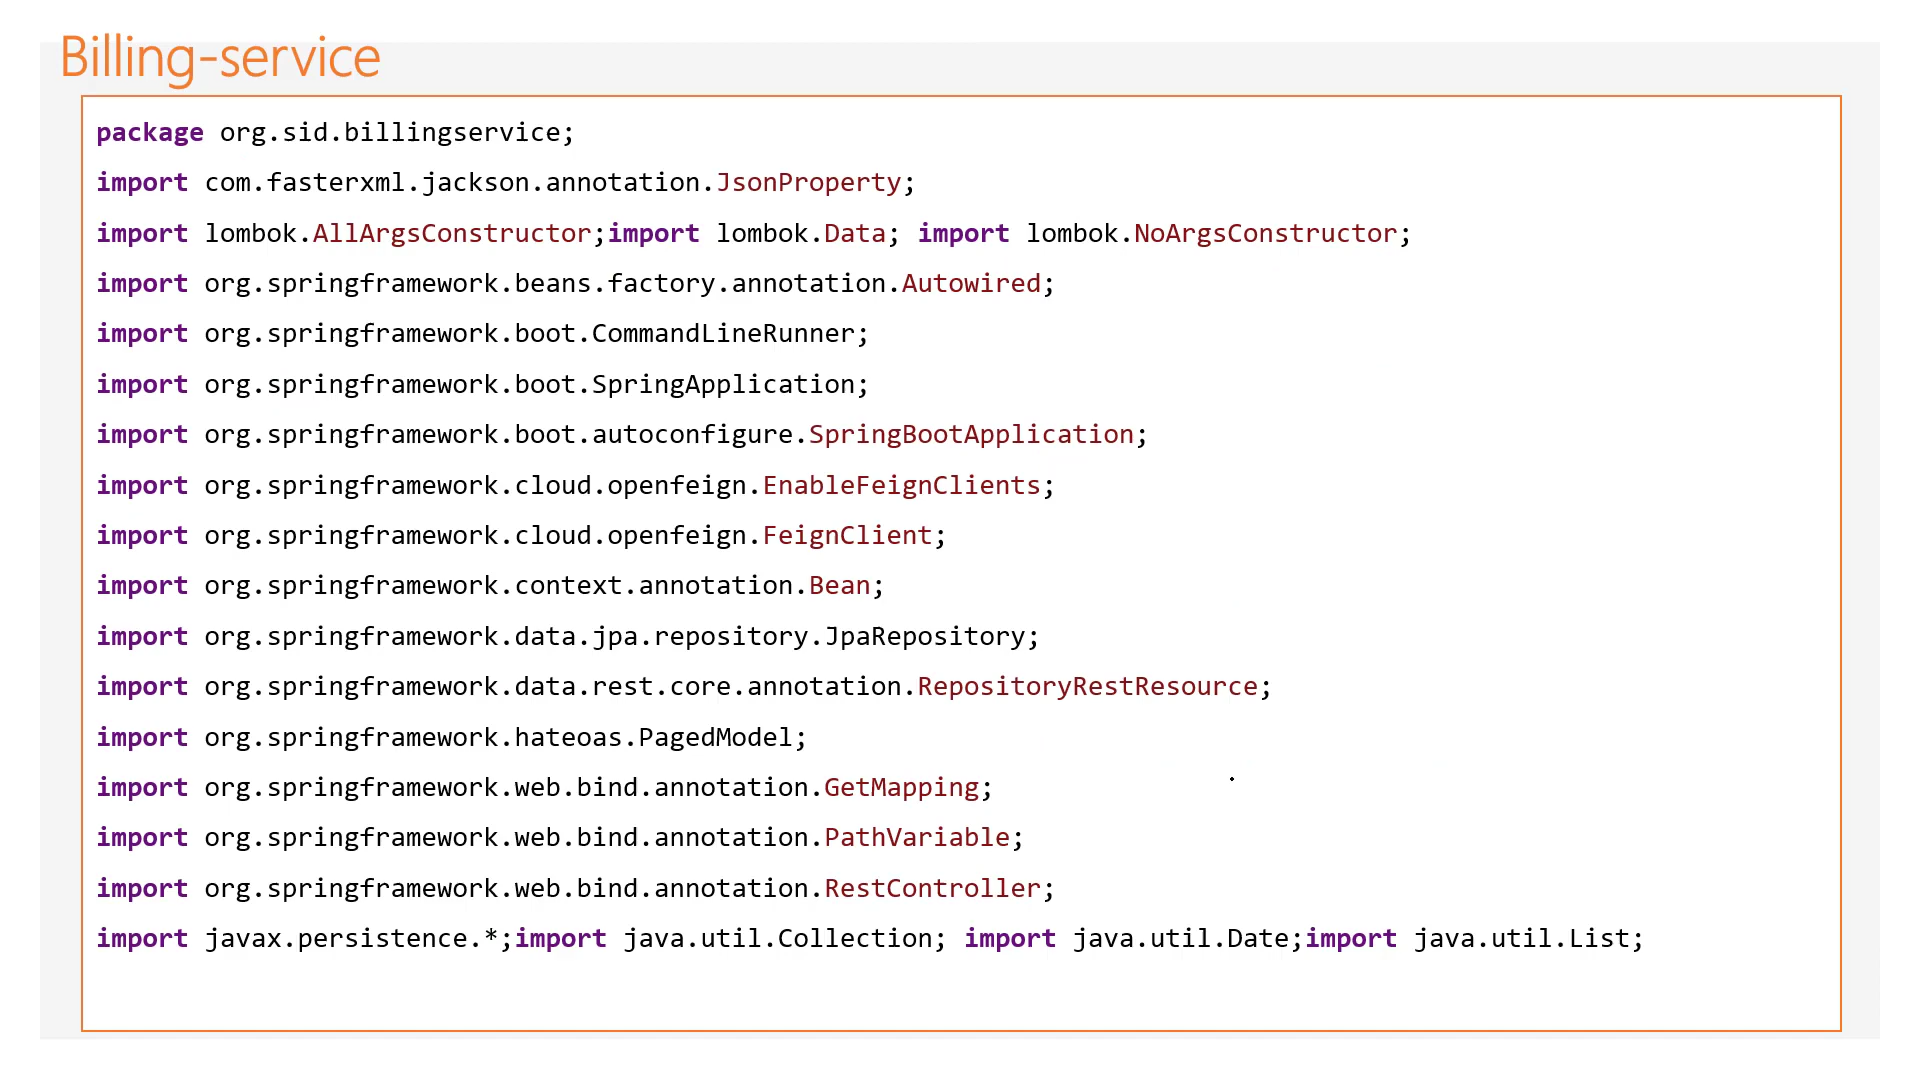 Billing-service
package org.sid.billingservice;
import com.fasterxml.jackson.annotation.JsonProperty;
import lombok.AllArgsConstructor;import lombok.Data; import lombok.NoArgsConstructor;
import org.springframework.beans.factory.annotation.Autowired;
import org.springframework.boot.CommandLineRunner;
import org.springframework.boot.SpringApplication;
import org.springframework.boot.autoconfigure.SpringBootApplication;
import org.springframework.cloud.openfeign.EnableFeignClients;
import org.springframework.cloud.openfeign.FeignClient;
import org.springframework.context.annotation.Bean;
import org.springframework.data.jpa.repository.JpaRepository;
import org.springframework.data.rest.core.annotation.RepositoryRestResource;
import org.springframework.hateoas.PagedModel;
import org.springframework.web.bind.annotation.GetMapping;
import org.springframework.web.bind.annotation.PathVariable;
import org.springframework.web.bind.annotation.RestController;
import javax.persistence.*;import java.util.Collection; import java.util.Date;import java.util.List;